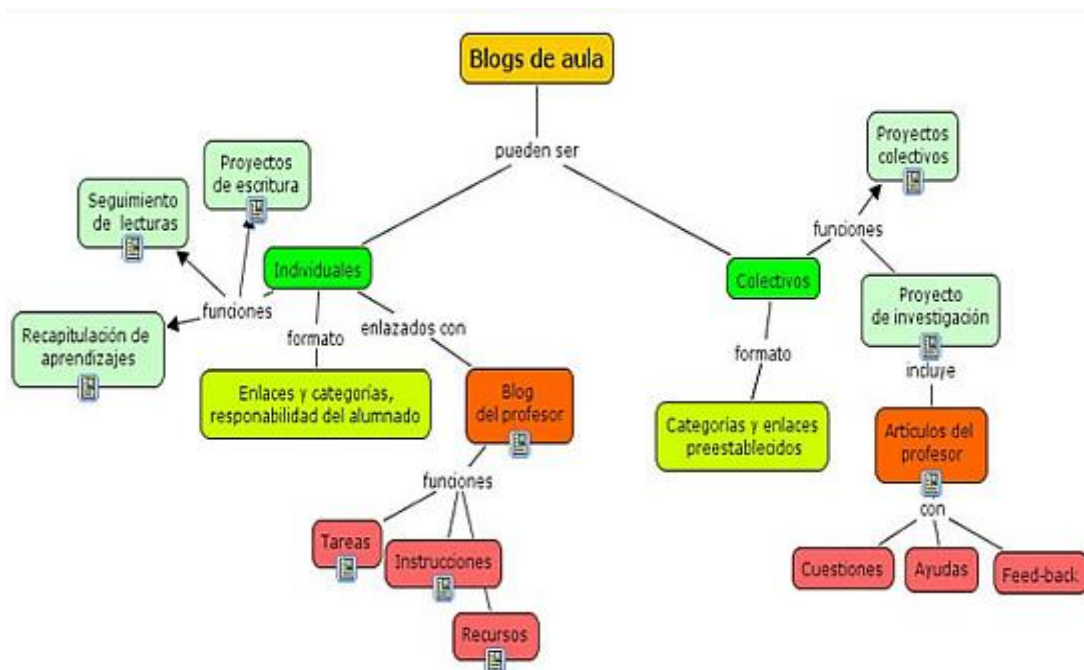 Blogs de aula
pueden ser
Proyectos
colectivos
Proyectos
de escritura
Seguimiento
de lecturas
funciones
Individuales
Colectivos
funciones
Proyecto
de investigación
Recapitulación de
aprendizajes
formato
enlazados con
formato
incluye
Enlaces y categorías,
responsabilidad del alumnado
Blog
del profesor
Categorías y enlaces
preestablecidos
Artículos del
profesor
funciones
con
Tareas
Instrucciones
Recursos
Cuestiones
Ayudas
Feed-back